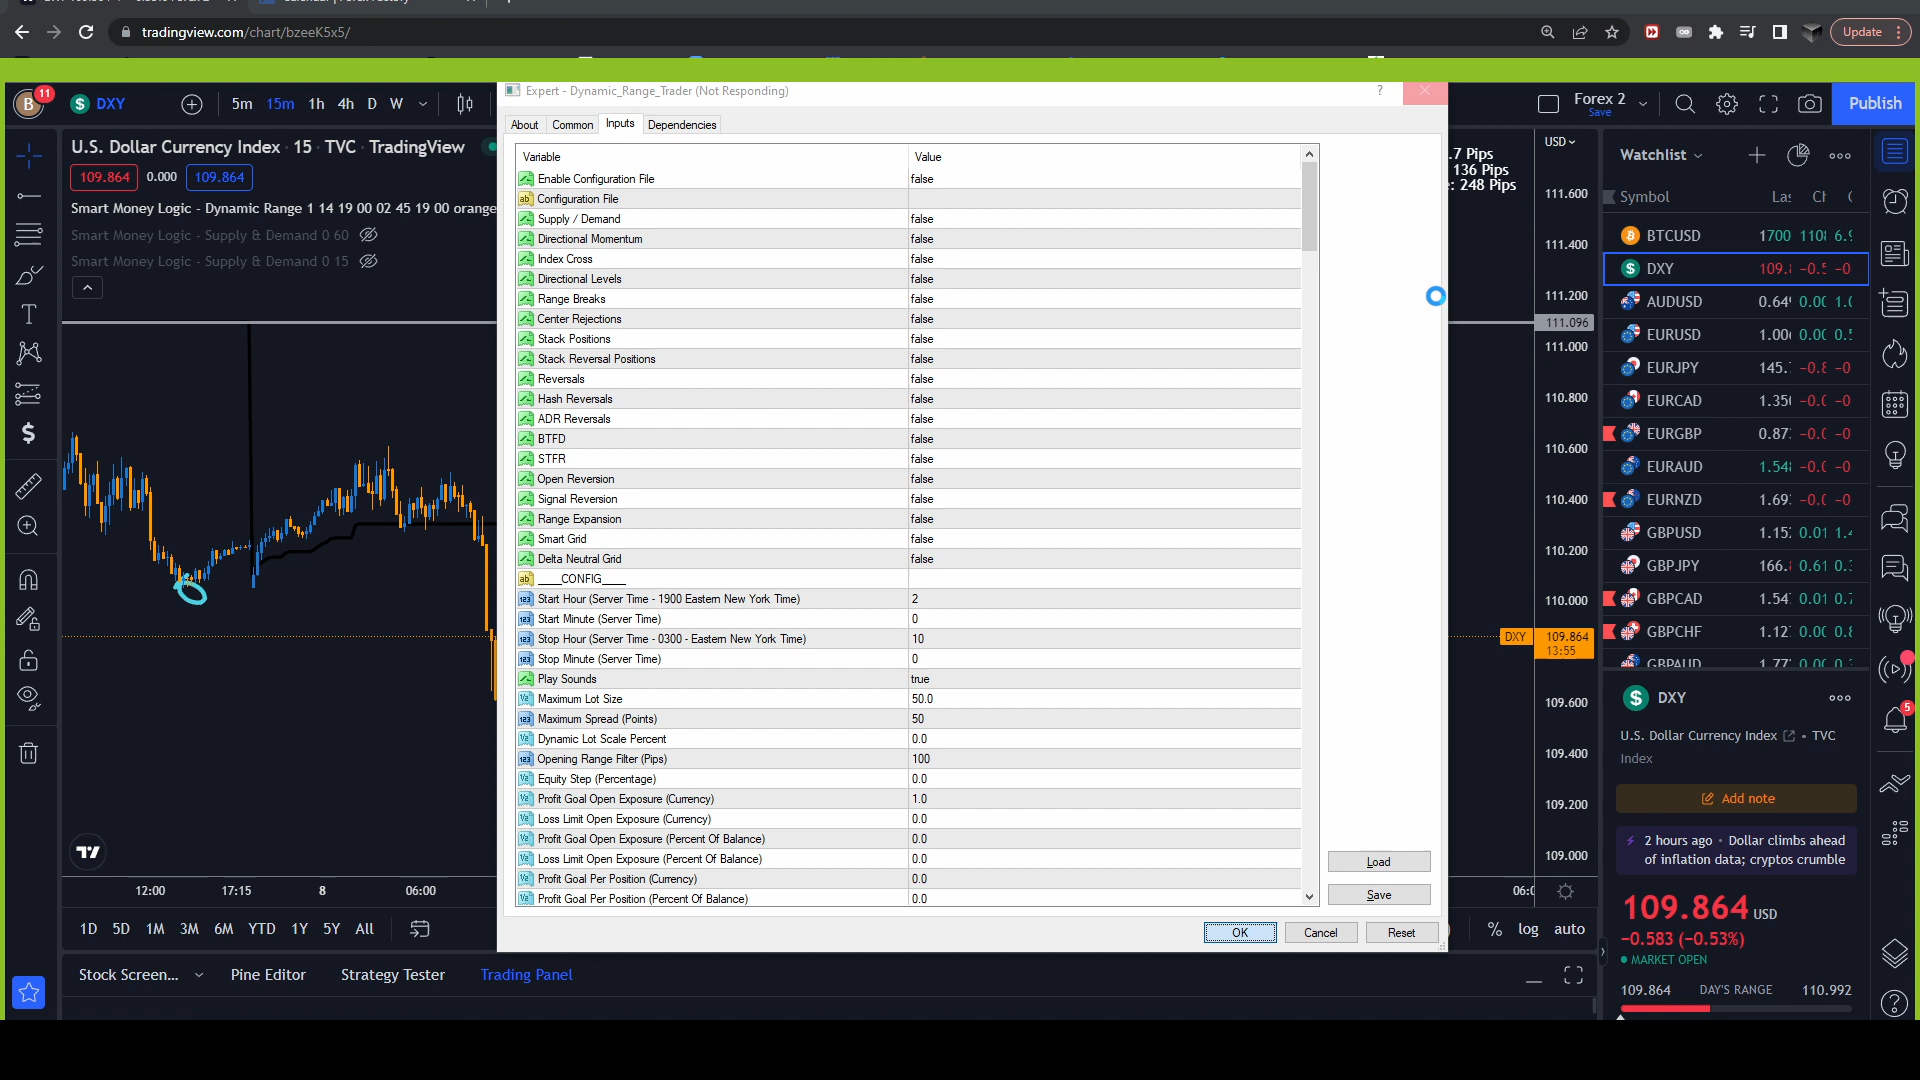 tradingview.com/chart/bzeeK5x5/
Update
B
11
$ DXY
5m 15m 1h 4h D W
Expert - Dynamic_Range_Trader (Not Responding)
?
Forex 2
Save
Publish
U.S. Dollar Currency Index · 15 · TVC · TradingView
109.864 0.000 109.864
Smart Money Logic - Dynamic Range 1 14 19 00 02 45 19 00 orange
Smart Money Logic - Supply & Demand 0 60
Smart Money Logic - Supply & Demand 0 15
12:00 17:15 8 06:00
1D 5D 1M 3M 6M YTD 1Y 5Y All
Stock Screen... Pine Editor Strategy Tester Trading Panel
About Common Inputs Dependencies
Variable Value
Enable Configuration File false
Configuration File
Supply / Demand false
Directional Momentum false
Index Cross false
Directional Levels false
Range Breaks false
Center Rejections false
Stack Positions false
Stack Reversal Positions false
Reversals false
Hash Reversals false
ADR Reversals false
BTFD false
STFR false
Open Reversion false
Signal Reversion false
Range Expansion false
Smart Grid false
Delta Neutral Grid false
____CONFIG____
Start Hour (Server Time - 1900 Eastern New York Time) 2
Start Minute (Server Time) 0
Stop Hour (Server Time - 0300 - Eastern New York Time) 10
Stop Minute (Server Time) 0
Play Sounds true
Maximum Lot Size 50.0
Maximum Spread (Points) 50
Dynamic Lot Scale Percent 0.0
Opening Range Filter (Pips) 100
Equity Step (Percentage) 0.0
Profit Goal Open Exposure (Currency) 1.0
Loss Limit Open Exposure (Currency) 0.0
Profit Goal Open Exposure (Percent Of Balance) 0.0
Loss Limit Open Exposure (Percent Of Balance) 0.0
Profit Goal Per Position (Currency) 0.0
Profit Goal Per Position (Percent Of Balance) 0.0
Load
Save
OK Cancel Reset
.7 Pips
136 Pips
: 248 Pips
USD
111.600
111.400
111.200
111.096
111.000
110.800
110.600
110.400
110.200
110.000
DXY 109.864
13:55
109.600
109.400
109.200
109.000
% log auto
Watchlist
Symbol
BTCUSD 1700
DXY
AUDUSD
EURUSD
EURJPY 145.
EURCAD
EURGBP
EURAUD
EURNZD
GBPUSD
GBPJPY 166.
GBPCAD
GBPCHF
GBPAUD
$ DXY
U.S. Dollar Currency Index • TVC
Index
Add note
2 hours ago · Dollar climbs ahead
of inflation data; cryptos crumble
109.864 USD
-0.583 (-0.53%)
MARKET OPEN
109.864 DAY'S RANGE 110.992
5